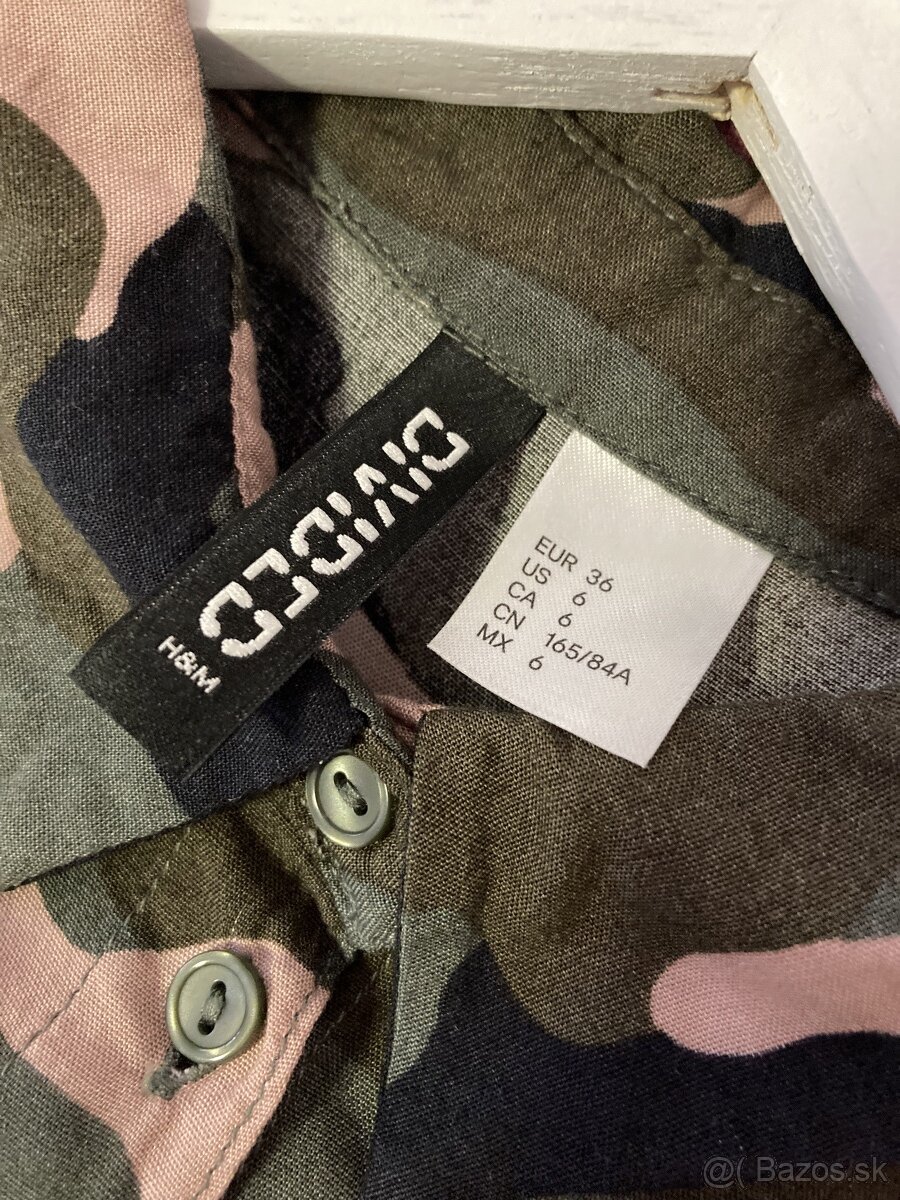 DIVIDED
H&M
EUR 36
US 6
CA 6
CN 165/84A
MX 6
@( Bazos.sk